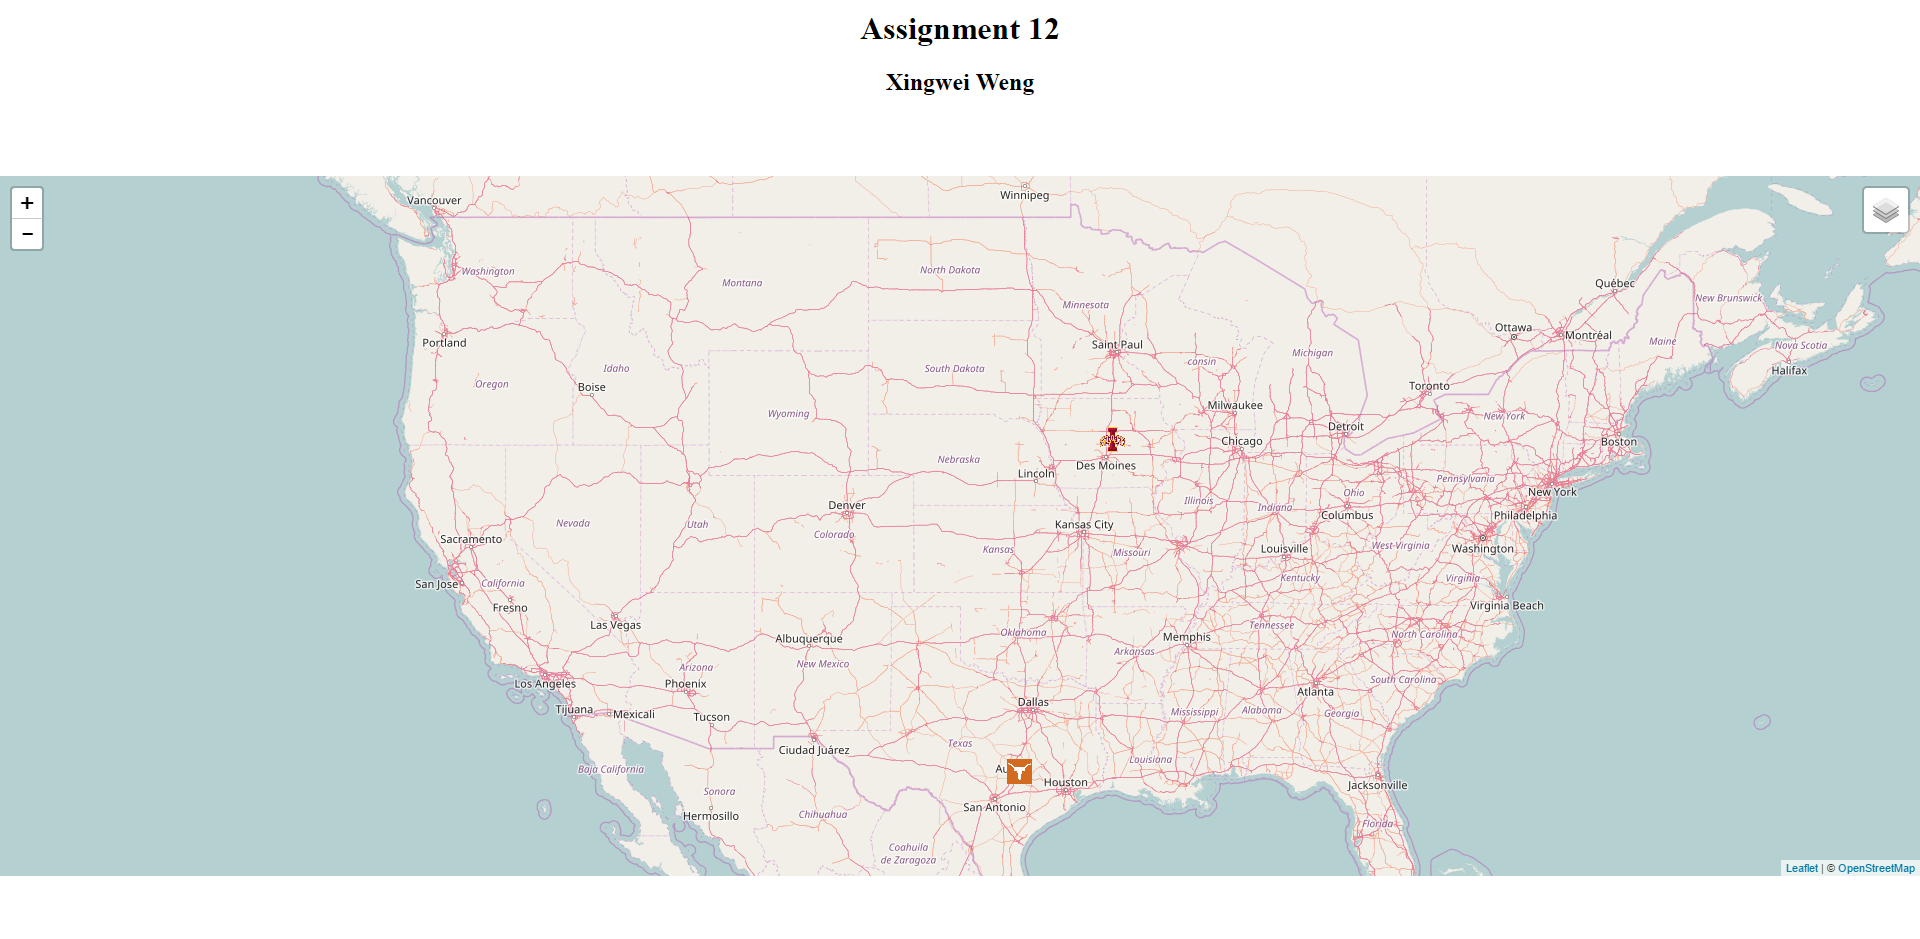 Assignment 12
Xingwei Weng
+
−
Vancouver
Winnipeg
Washington
Montana
North Dakota
Minnesota
Québec
New Brunswick
Ottawa
Montréal
Maine
Nova Scotia
Halifax
Portland
Saint Paul
consin
Michigan
Idaho
South Dakota
Oregon
Boise
Toronto
Wyoming
Milwaukee
New York
Detroit
Chicago
Boston
Nebraska
Des Moines
Lincoln
Pennsylvania
New York
Illinois
Ohio
Indiana
Denver
Columbus
Philadelphia
Nevada
Utah
Colorado
Kansas City
Sacramento
Kansas
Missouri
Louisville
West Virginia
Washington
San Jose
California
Kentucky
Virginia
Fresno
Virginia Beach
Las Vegas
Albuquerque
Oklahoma
Memphis
Tennessee
North Carolina
Arizona
New Mexico
Arkansas
Los Angeles
Phoenix
South Carolina
Atlanta
Dallas
Tijuana
Mexicali
Tucson
Mississippi
Alabama
Georgia
Ciudad Juárez
Texas
Louisiana
Baja California
Au
Houston
Jacksonville
Sonora
San Antonio
Hermosillo
Chihuahua
Florida
Coahuila
de Zaragoza
Leaflet | © OpenStreetMap